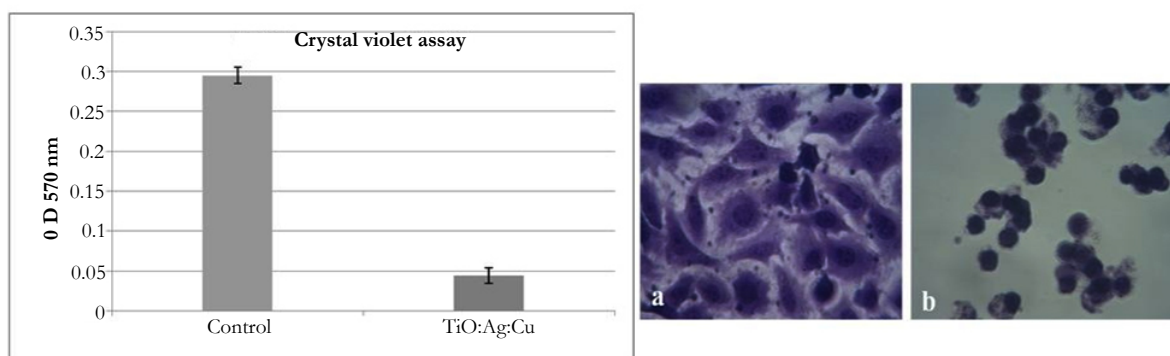 Crystal violet assay
0 D 570 nm
0.35
0.3
0.25
0.2
0.15
0.1
0.05
0
Control
TiO:Ag:Cu
a
b